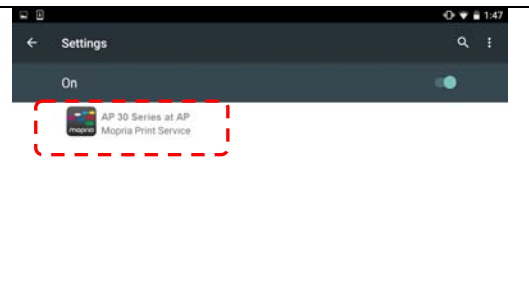 1:47
Settings
On
AP 30 Series at AP
mopria
Mopria Print Service